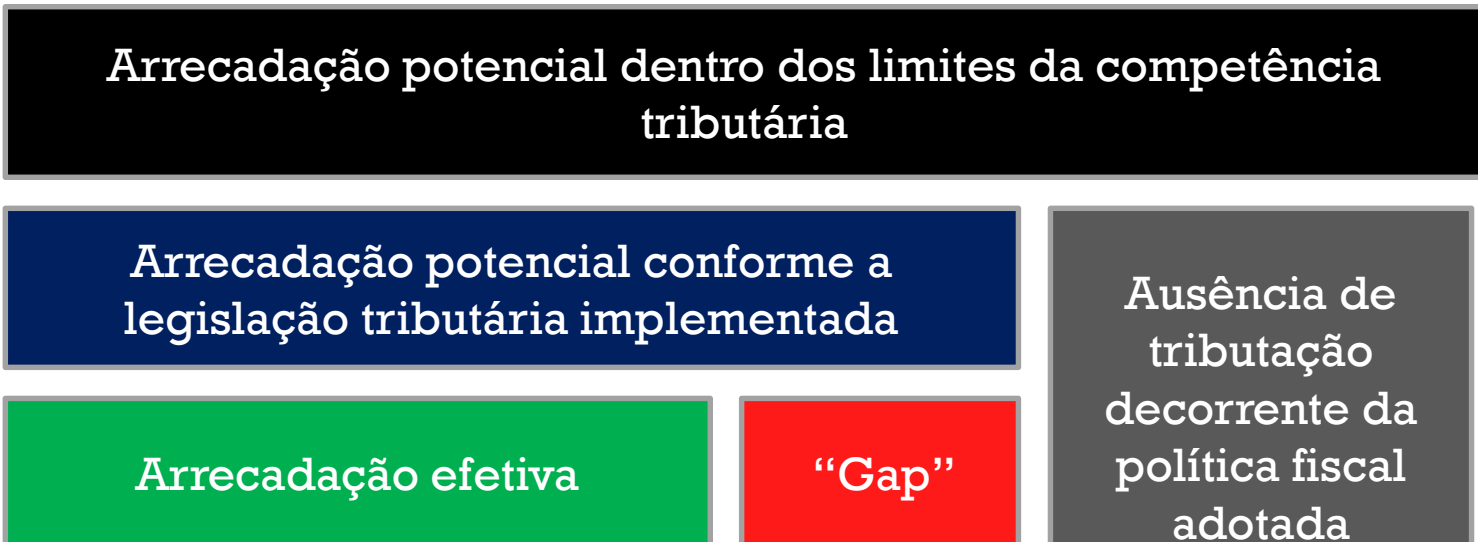 Arrecadação potencial dentro dos limites da competência
tributária
Arrecadação potencial conforme a
legislação tributária implementada
Ausência de
tributação
decorrente da
política fiscal
adotada
Arrecadação efetiva
“Gap”